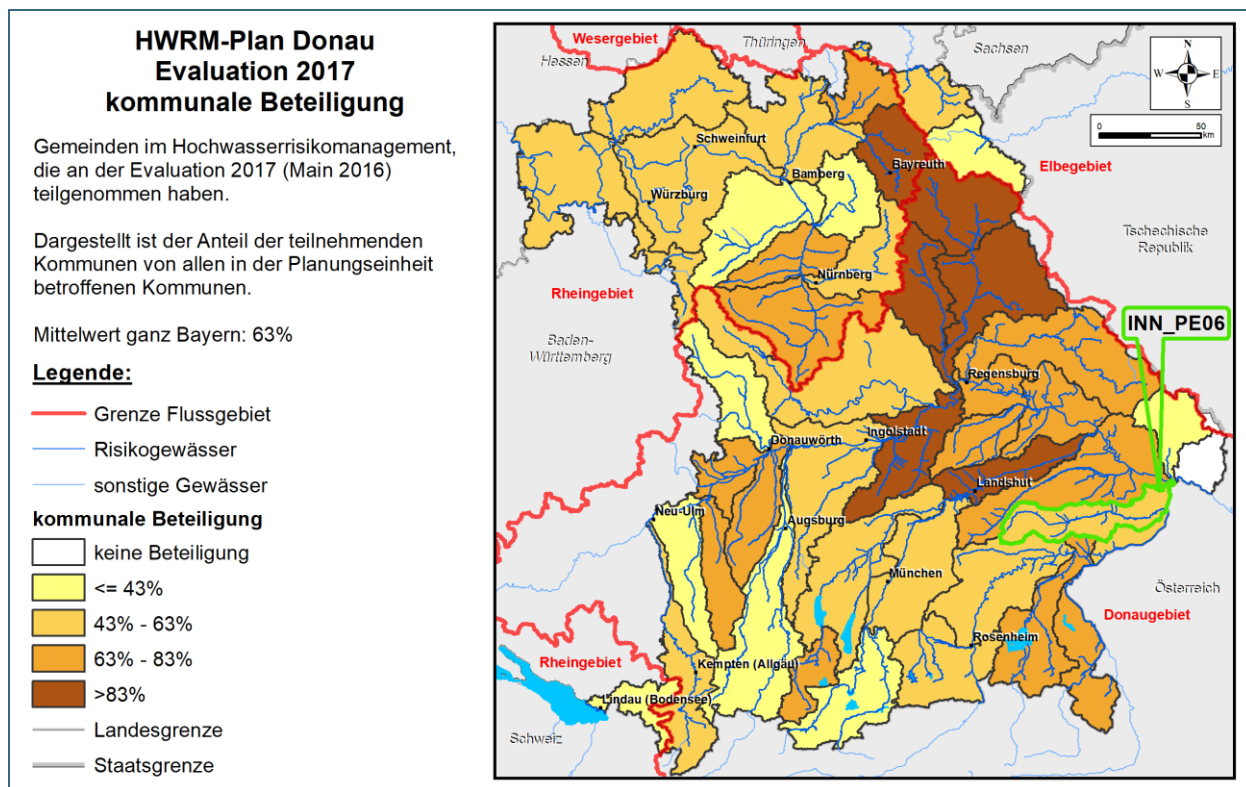 HWRM-Plan Donau
Evaluation 2017
kommunale Beteiligung
Gemeinden im Hochwasserrisikomanagement,
die an der Evaluation 2017 (Main 2016)
teilgenommen haben.
Dargestellt ist der Anteil der teilnehmenden
Kommunen von allen in der Planungseinheit
betroffenen Kommunen.
Mittelwert ganz Bayern: 63%
Legende:
Grenze Flussgebiet
Risikogewässer
sonstige Gewässer
kommunale Beteiligung
keine Beteiligung
<= 43%
43% - 63%
63% - 83%
>83%
Landesgrenze
Staatsgrenze
Wesergebiet
Thüringen
Sachsen
Hessen
N
W E
S
0 50
km
Schweinfurt
Elbegebiet
Bayreuth
Bamberg
Würzburg
Tschechische
Republik
Nürnberg
Rheingebiet
INN_PE06
Baden-
Württemberg
Regensburg
Donauwörth
Ingolstadt
Landshut
Neu-Ulm
Augsburg
München
Österreich
Donaugebiet
Rosenheim
Rheingebiet
Kempten (Allgäu)
Lindau (Bodensee)
Schweiz